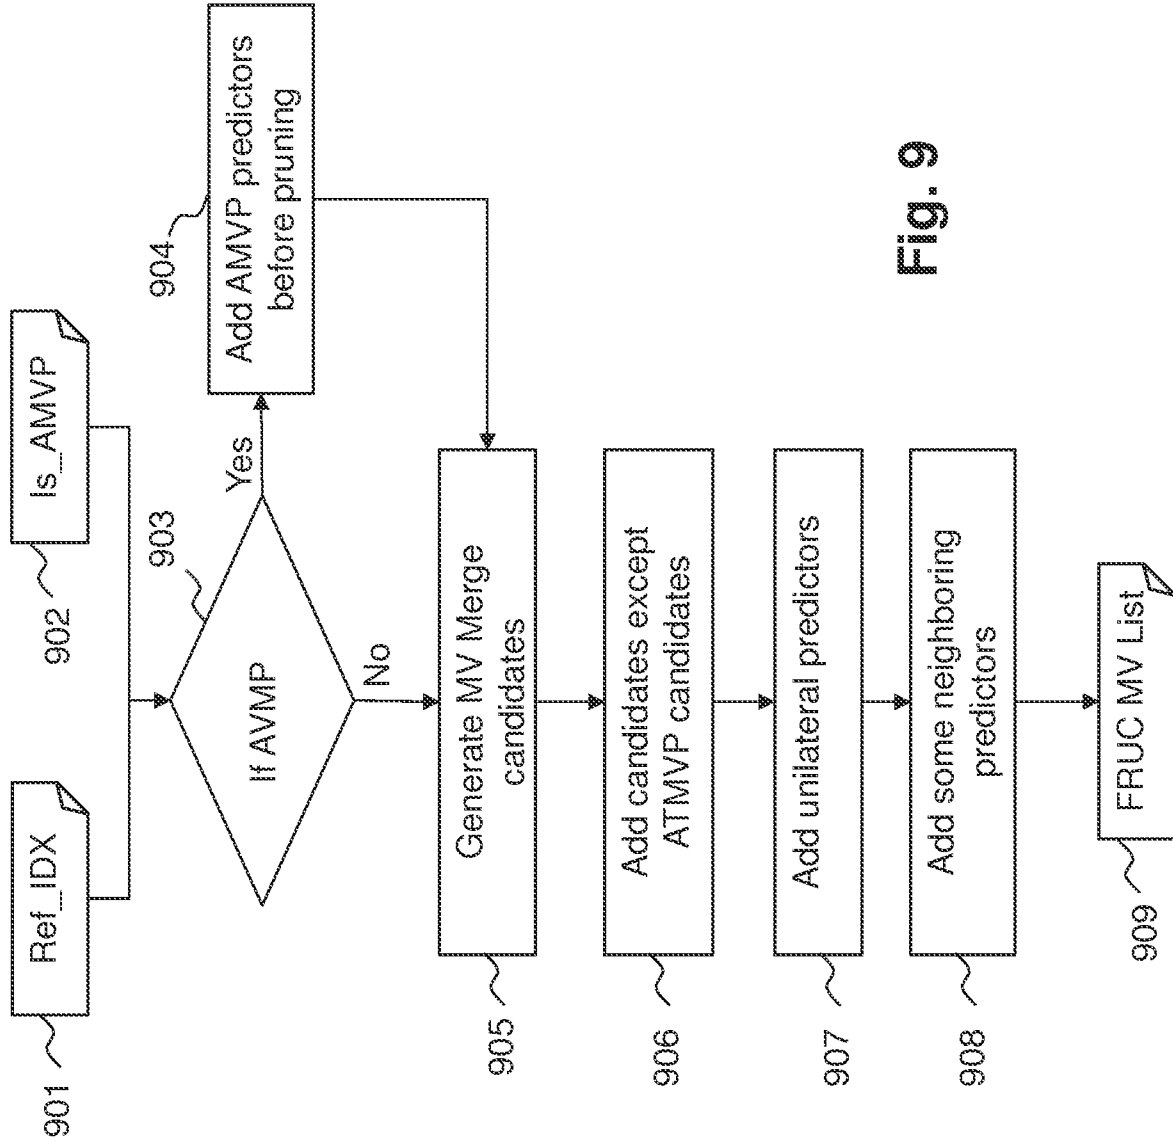 901
Ref_IDX
902
Is_AMVP
903
If AVMP
Yes
No
904
Add AMVP predictors
before pruning
905
Generate MV Merge
candidates
906
Add candidates except
ATMVP candidates
907
Add unilateral predictors
908
Add some neighboring
predictors
909
FRUC MV List
Fig. 9